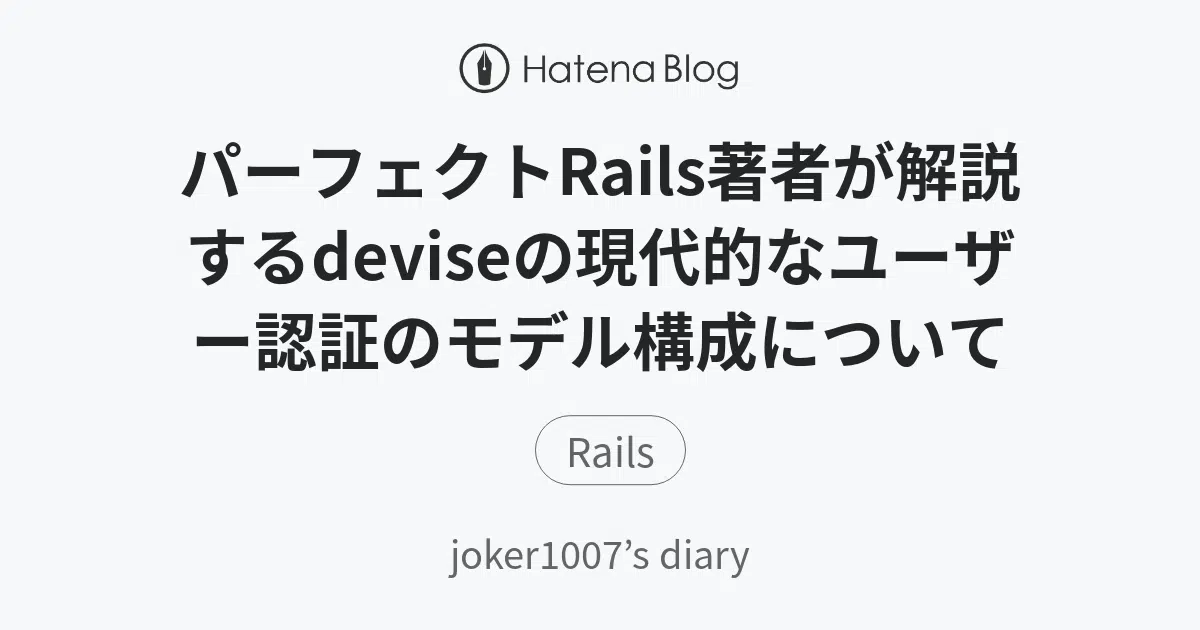 Hatena Blog
パーフェクトRails著者が解説
するdeviseの現代的なユーザ
ー認証のモデル構成について
Rails
joker1007’s diary